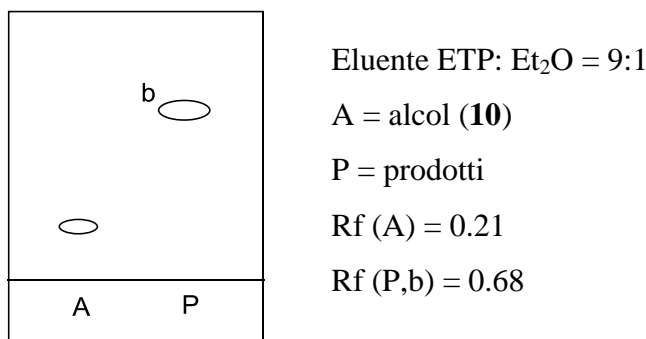 b
A P
Eluente ETP: Et₂O = 9:1
A = alcol (10)
P = prodotti
Rf (A) = 0.21
Rf (P,b) = 0.68